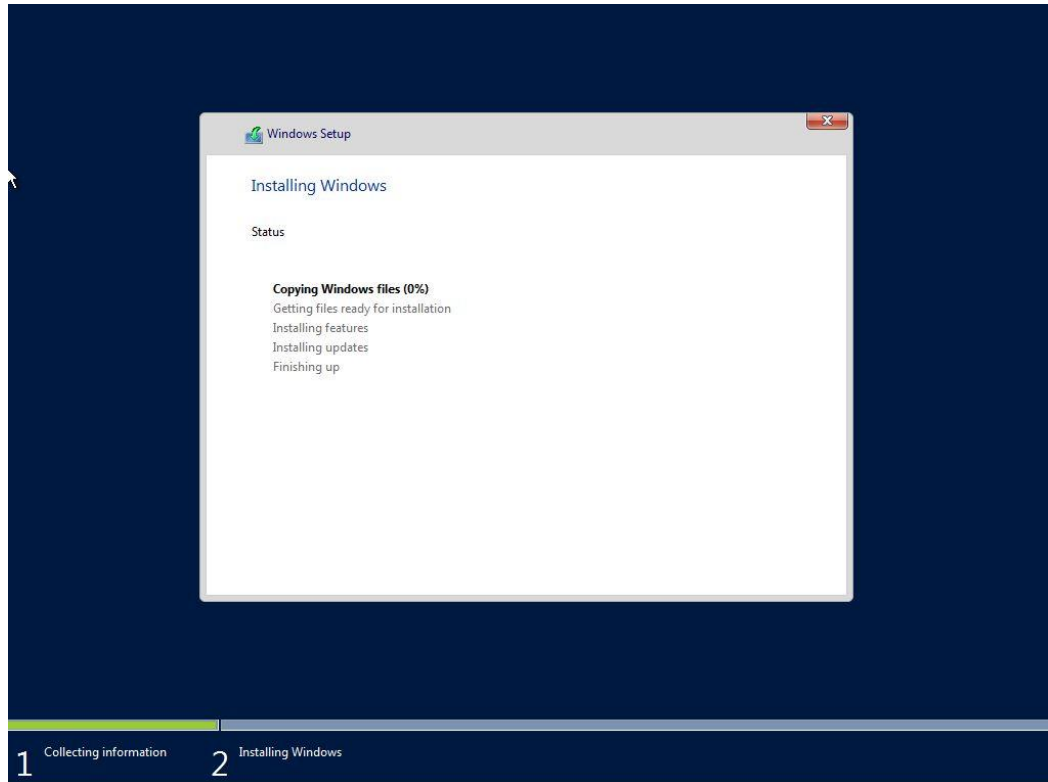 Windows Setup
Installing Windows
Status
Copying Windows files (0%)
Getting files ready for installation
Installing features
Installing updates
Finishing up
1 Collecting information 2 Installing Windows